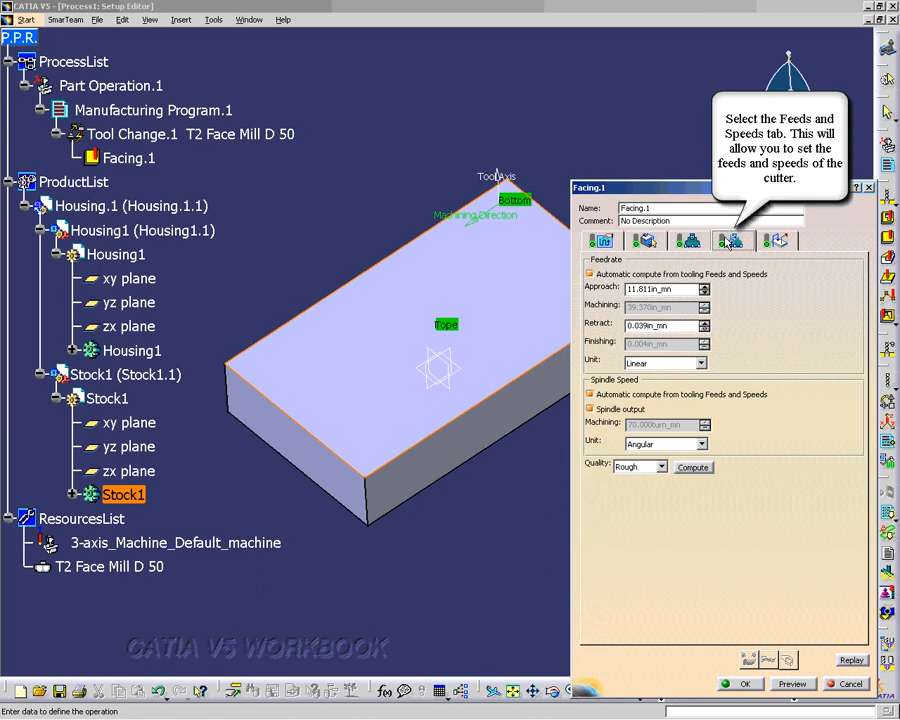 CATIA V5 - [Process1: Setup Editor]
Start SmarTeam File Edit View Insert Tools Window Help
P.P.R.
ProcessList
Part Operation.1
Manufacturing Program.1
Tool Change.1 T2 Face Mill D 50
Facing.1
ProductList
Housing.1 (Housing.1.1)
Housing1 (Housing1.1)
Housing1
xy plane
yz plane
zx plane
Housing1
Stock1 (Stock1.1)
Stock1
xy plane
yz plane
zx plane
Stock1
ResourcesList
3-axis_Machine_Default_machine
T2 Face Mill D 50
Tool Axis
Bottom
Machining Direction
Tope
Select the Feeds and
Speeds tab. This will
allow you to set the
feeds and speeds of the
cutter.
Facing.1
Name: Facing.1
Comment: No Description
Feedrate
Automatic compute from tooling Feeds and Speeds
Approach: 11.811in_mn
Machining: 39.370in_mn
Retract: 0.039in_mn
Finishing: 0.004in_mn
Unit: Linear
Spindle Speed
Automatic compute from tooling Feeds and Speeds
Spindle output
Machining: 70.000turn_mn
Unit: Angular
Quality: Rough Compute
Replay
OK Preview Cancel
CATIA V5 WORKBOOK
f(x)
CATIA
Enter data to define the operation